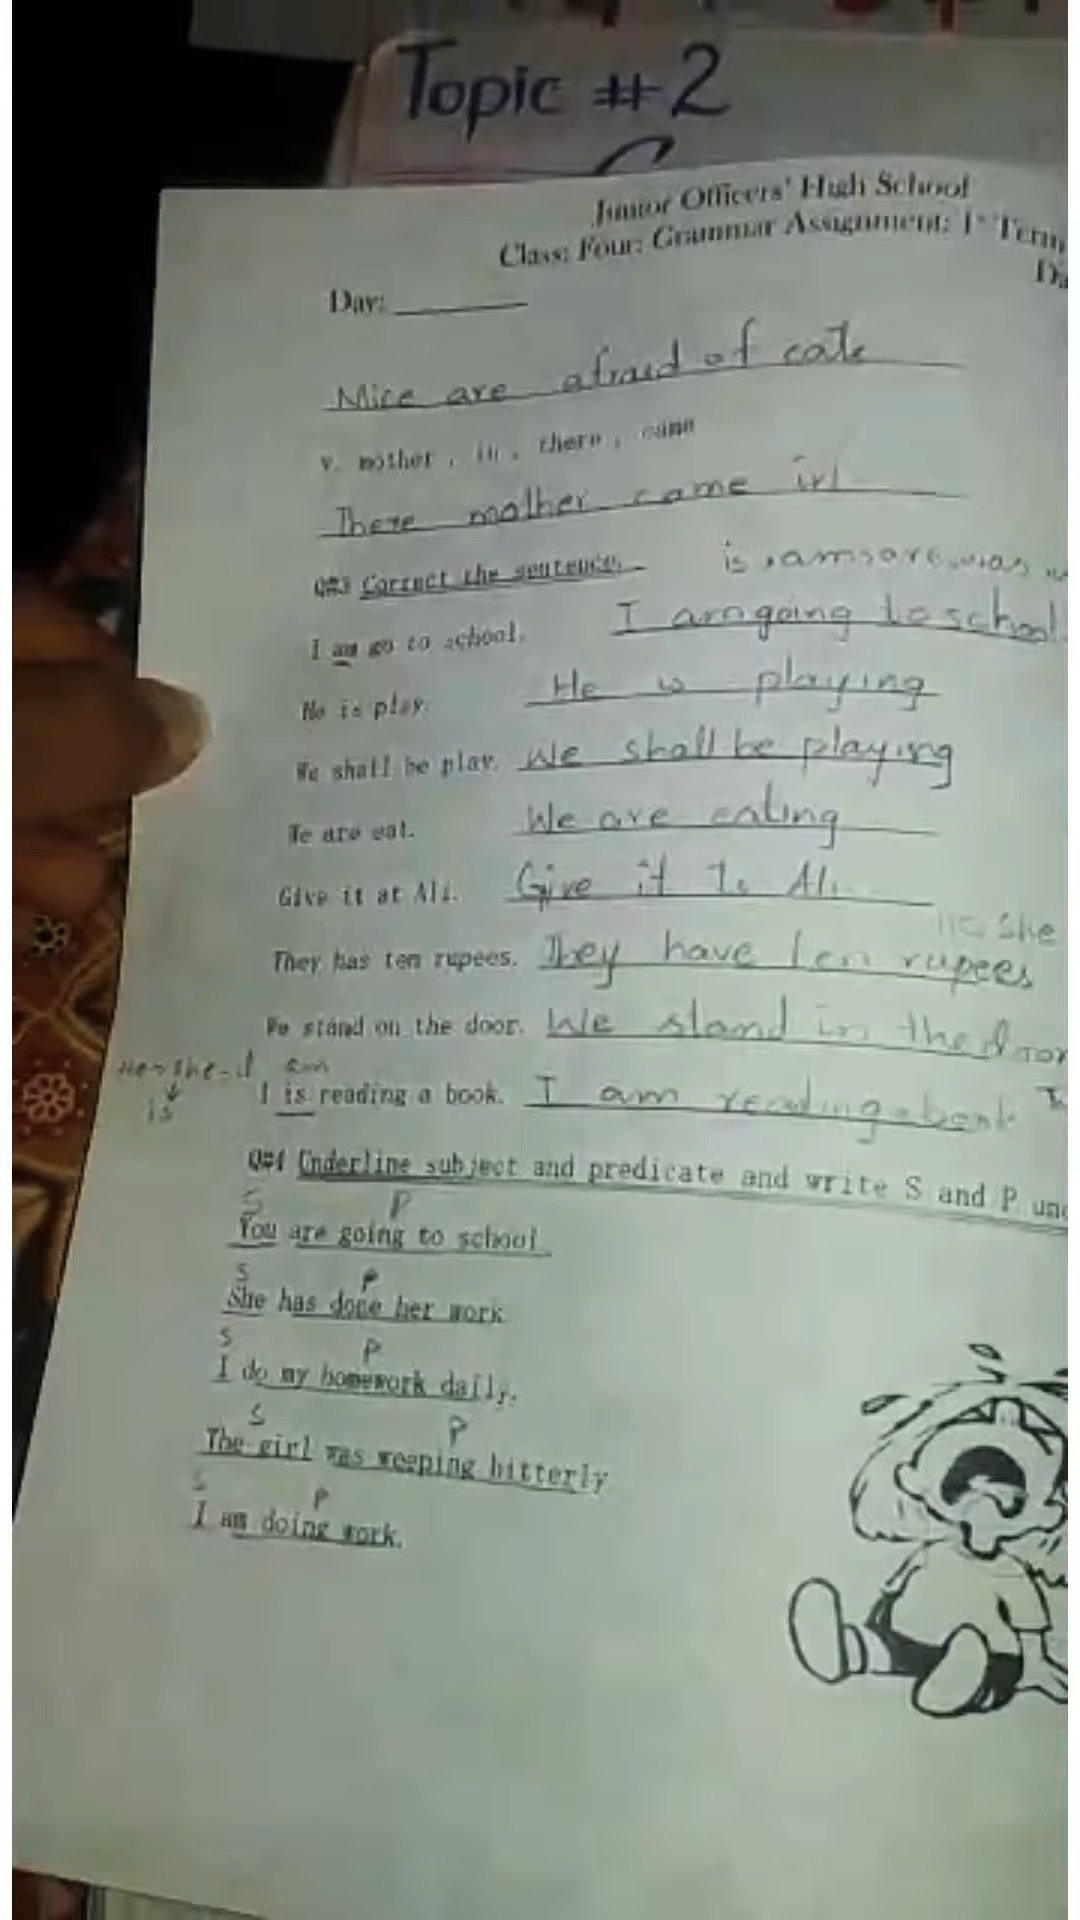 Topic #2
Junior Officers' High School
Class: Four: Grammar Assignment: 1st Term
Da
Day:
Mice are afraid of cats
v. mother, in, there, came
There mother came in
Q#3 Correct the sentence.
is, am, are, was
I am go to school. I am going to school
He is play. He is playing
We shall be play. We shall be playing
We are eat. We are eating
Give it at Ali. Give it to Ali
She
They has ten rupees. They have ten rupees
We stand on the door. We stand in the door
am
is
I is reading a book. I am reading a book
Q#4 Underline subject and predicate and write S and P und
S P
You are going to school
S P
She has done her work
S P
I do my homework daily.
S P
The girl was weeping bitterly
S P
I am doing work.